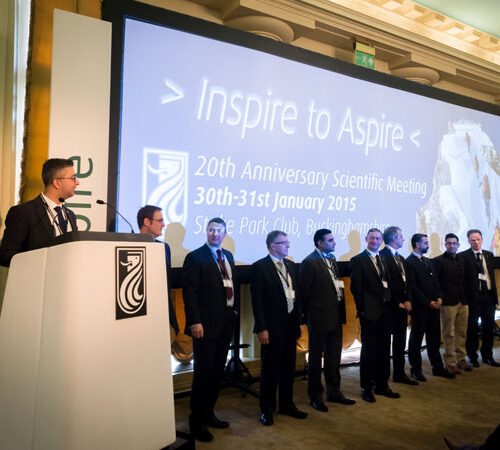 > Inspire to Aspire <
20th Anniversary Scientific Meeting
30th-31st January 2015
Stoke Park Club, Buckinghamshire